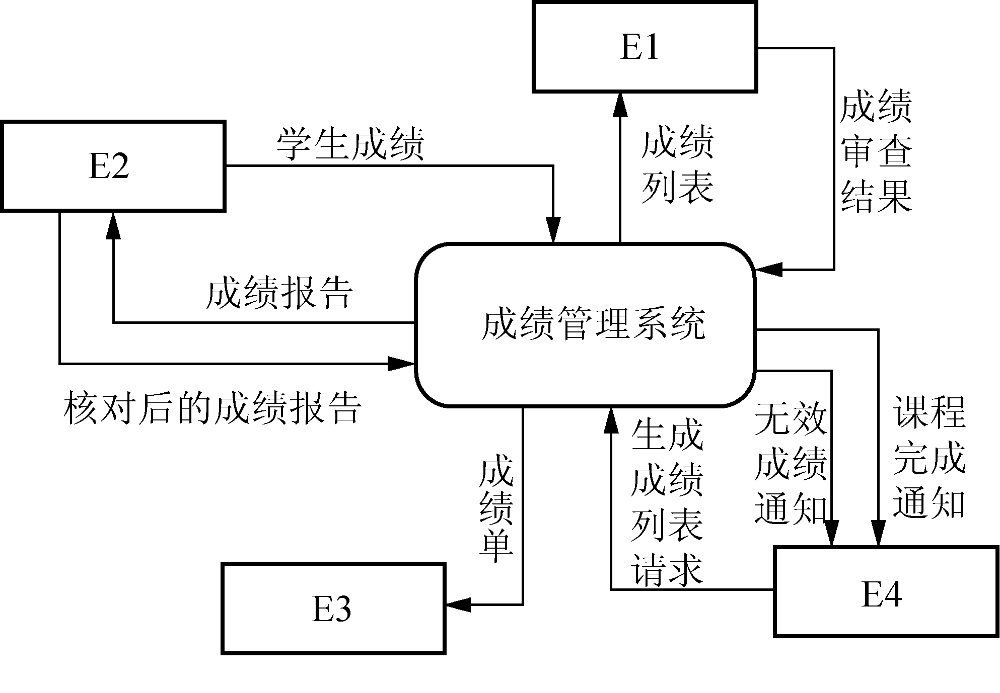 E1
成绩
审查
结果
成绩
列表
E2
学生成绩
成绩报告
核对后的成绩报告
成绩管理系统
成
绩
单
生成
成绩
列表
请求
无效
成绩
通知
课程
完成
通知
E3
E4